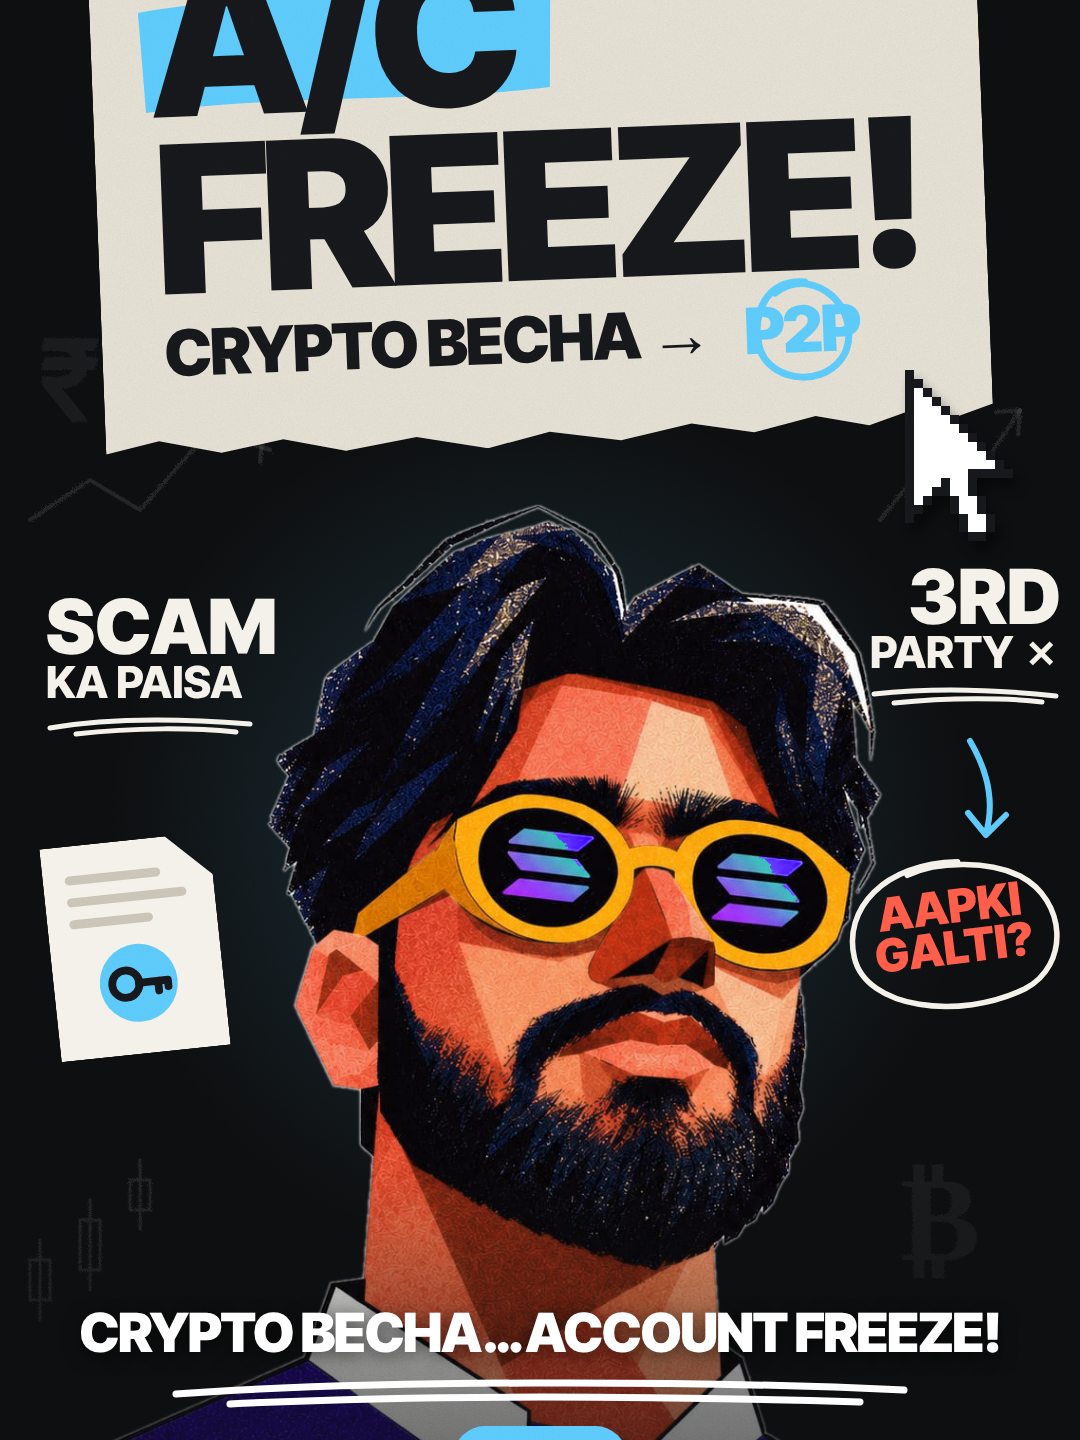 A/C
FREEZE!
CRYPTO BECHA → P2P
SCAM
KA PAISA
3RD
PARTY ×
AAPKI
GALTI?
CRYPTO BECHA... ACCOUNT FREEZE!